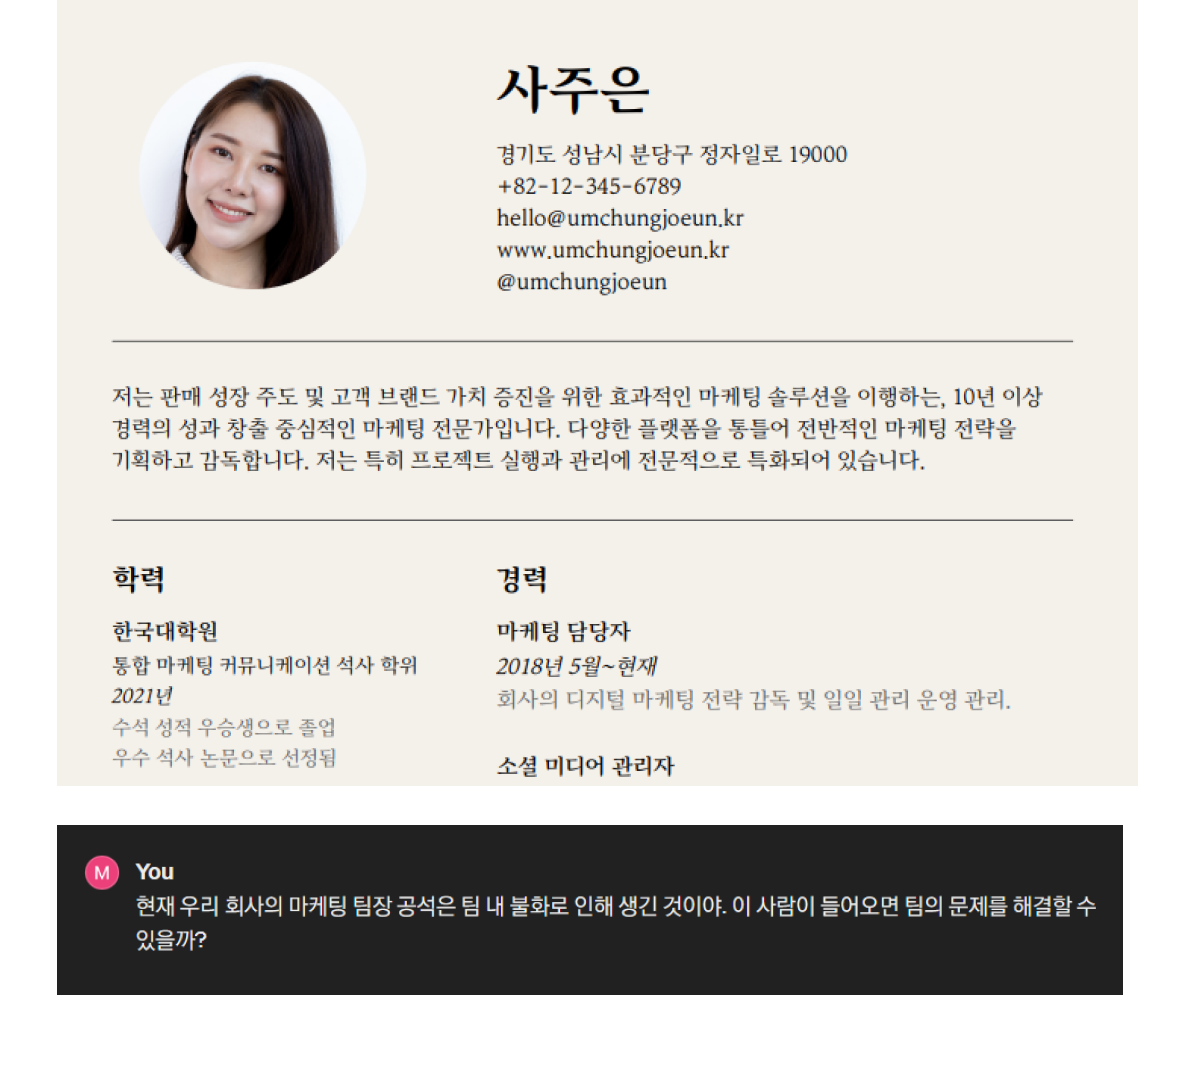 사주은
경기도 성남시 분당구 정자일로 19000
+82-12-345-6789
hello@umchungjoeun.kr
www.umchungjoeun.kr
@umchungjoeun
저는 판매 성장 주도 및 고객 브랜드 가치 증진을 위한 효과적인 마케팅 솔루션을 이행하는, 10년 이상
경력의 성과 창출 중심적인 마케팅 전문가입니다. 다양한 플랫폼을 통틀어 전반적인 마케팅 전략을
기획하고 감독합니다. 저는 특히 프로젝트 실행과 관리에 전문적으로 특화되어 있습니다.
학력
한국대학원
통합 마케팅 커뮤니케이션 석사 학위
2021년
수석 성적 우승생으로 졸업
우수 석사 논문으로 선정됨
경력
마케팅 담당자
2018년 5월~현재
회사의 디지털 마케팅 전략 감독 및 일일 관리 운영 관리.
소셜 미디어 관리자
M
You
현재 우리 회사의 마케팅 팀장 공석은 팀 내 불화로 인해 생긴 것이야. 이 사람이 들어오면 팀의 문제를 해결할 수
있을까?